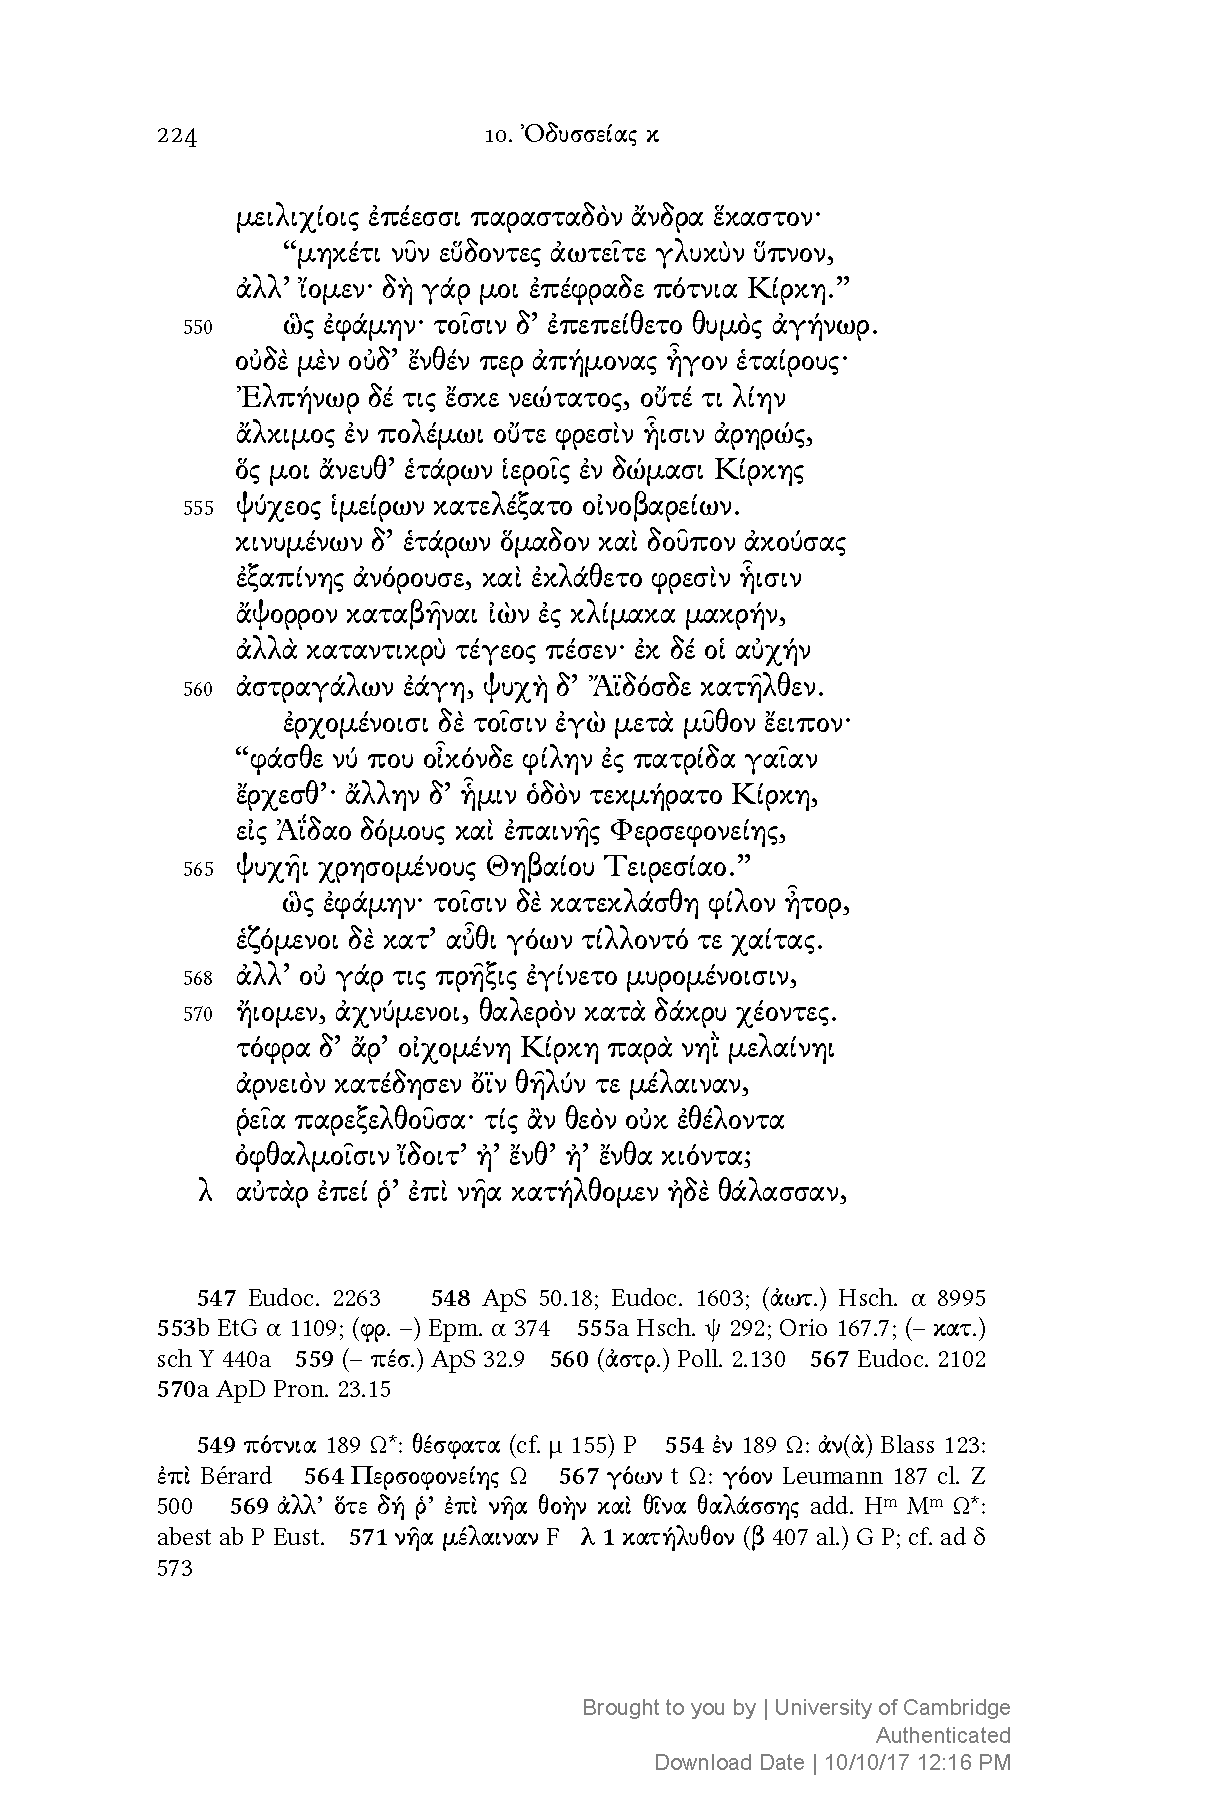 224 10. Ὀδυσσείας κ
μειλιχίοις ἐπέεσσι παρασταδὸν ἄνδρα ἕκαστον·
“μηκέτι νῦν εὕδοντες ἀωτεῖτε γλυκὺν ὕπνον,
ἀλλ’ ἴομεν· δὴ γάρ μοι ἐπέφραδε πότνια Κίρκη.”
550 ὣς ἐφάμην· τοῖσιν δ’ ἐπεπείθετο θυμὸς ἀγήνωρ.
οὐδὲ μὲν οὐδ’ ἔνθέν περ ἀπήμονας ἦγον ἑταίρους·
Ἐλπήνωρ δέ τις ἔσκε νεώτατος, οὔτέ τι λίην
ἄλκιμος ἐν πολέμωι οὔτε φρεσὶν ἧισιν ἀρηρώς,
ὅς μοι ἄνευθ’ ἑτάρων ἱεροῖς ἐν δώμασι Κίρκης
555 ψύχεος ἱμείρων κατελέξατο οἰνοβαρείων.
κινυμένων δ’ ἑτάρων ὅμαδον καὶ δοῦπον ἀκούσας
ἐξαπίνης ἀνόρουσε, καὶ ἐκλάθετο φρεσὶν ἧισιν
ἄψορρον καταβῆναι ἰὼν ἐς κλίμακα μακρήν,
ἀλλὰ καταντικρὺ τέγεος πέσεν· ἐκ δέ οἱ αὐχήν
560 ἀστραγάλων ἐάγη, ψυχὴ δ’ Ἄϊδόσδε κατῆλθεν.
ἐρχομένοισι δὲ τοῖσιν ἐγὼ μετὰ μῦθον ἔειπον·
“φάσθε νύ που οἶκόνδε φίλην ἐς πατρίδα γαῖαν
ἔρχεσθ’· ἄλλην δ’ ἧμιν ὁδὸν τεκμήρατο Κίρκη,
εἰς Ἀΐδαο δόμους καὶ ἐπαινῆς Φερσεφονείης,
565 ψυχῆι χρησομένους Θηβαίου Τειρεσίαο.”
ὣς ἐφάμην· τοῖσιν δὲ κατεκλάσθη φίλον ἦτορ,
ἑζόμενοι δὲ κατ’ αὖθι γόων τίλλοντό τε χαίτας.
568 ἀλλ’ οὐ γάρ τις πρῆξις ἐγίνετο μυρομένοισιν,
570 ἤιομεν, ἀχνύμενοι, θαλερὸν κατὰ δάκρυ χέοντες.
τόφρα δ’ ἄρ’ οἰχομένη Κίρκη παρὰ νηῒ μελαίνηι
ἀρνειὸν κατέδησεν ὄϊν θῆλύν τε μέλαιναν,
ῥεῖα παρεξελθοῦσα· τίς ἂν θεὸν οὐκ ἐθέλοντα
ὀφθαλμοῖσιν ἴδοιτ’ ἠ’ ἔνθ’ ἠ’ ἔνθα κιόντα;
λ αὐτὰρ ἐπεί ῥ’ ἐπὶ νῆα κατήλθομεν ἠδὲ θάλασσαν,
547 Eudoc. 2263 548 ApS 50.18; Eudoc. 1603; (ἀωτ.) Hsch. α 8995
553b EtG α 1109; (φρ. –) Epm. α 374 555a Hsch. ψ 292; Orio 167.7; (– κατ.)
sch Y 440a 559 (– πέσ.) ApS 32.9 560 (ἀστρ.) Poll. 2.130 567 Eudoc. 2102
570a ApD Pron. 23.15
549 πότνια 189 Ω*: θέσφατα (cf. μ 155) P 554 ἐν 189 Ω: ἀν(ὰ) Blass 123:
ἐπὶ Bérard 564 Περσοφονείης Ω 567 γόων t Ω: γόον Leumann 187 cl. Z
500 569 ἀλλ’ ὅτε δή ῥ’ ἐπὶ νῆα θοὴν καὶ θῖνα θαλάσσης add. Hᵐ Mᵐ Ω*:
abest ab P Eust. 571 νῆα μέλαιναν F λ 1 κατήλυθον (β 407 al.) G P; cf. ad δ
573
Brought to you by | University of Cambridge
Authenticated
Download Date | 10/10/17 12:16 PM